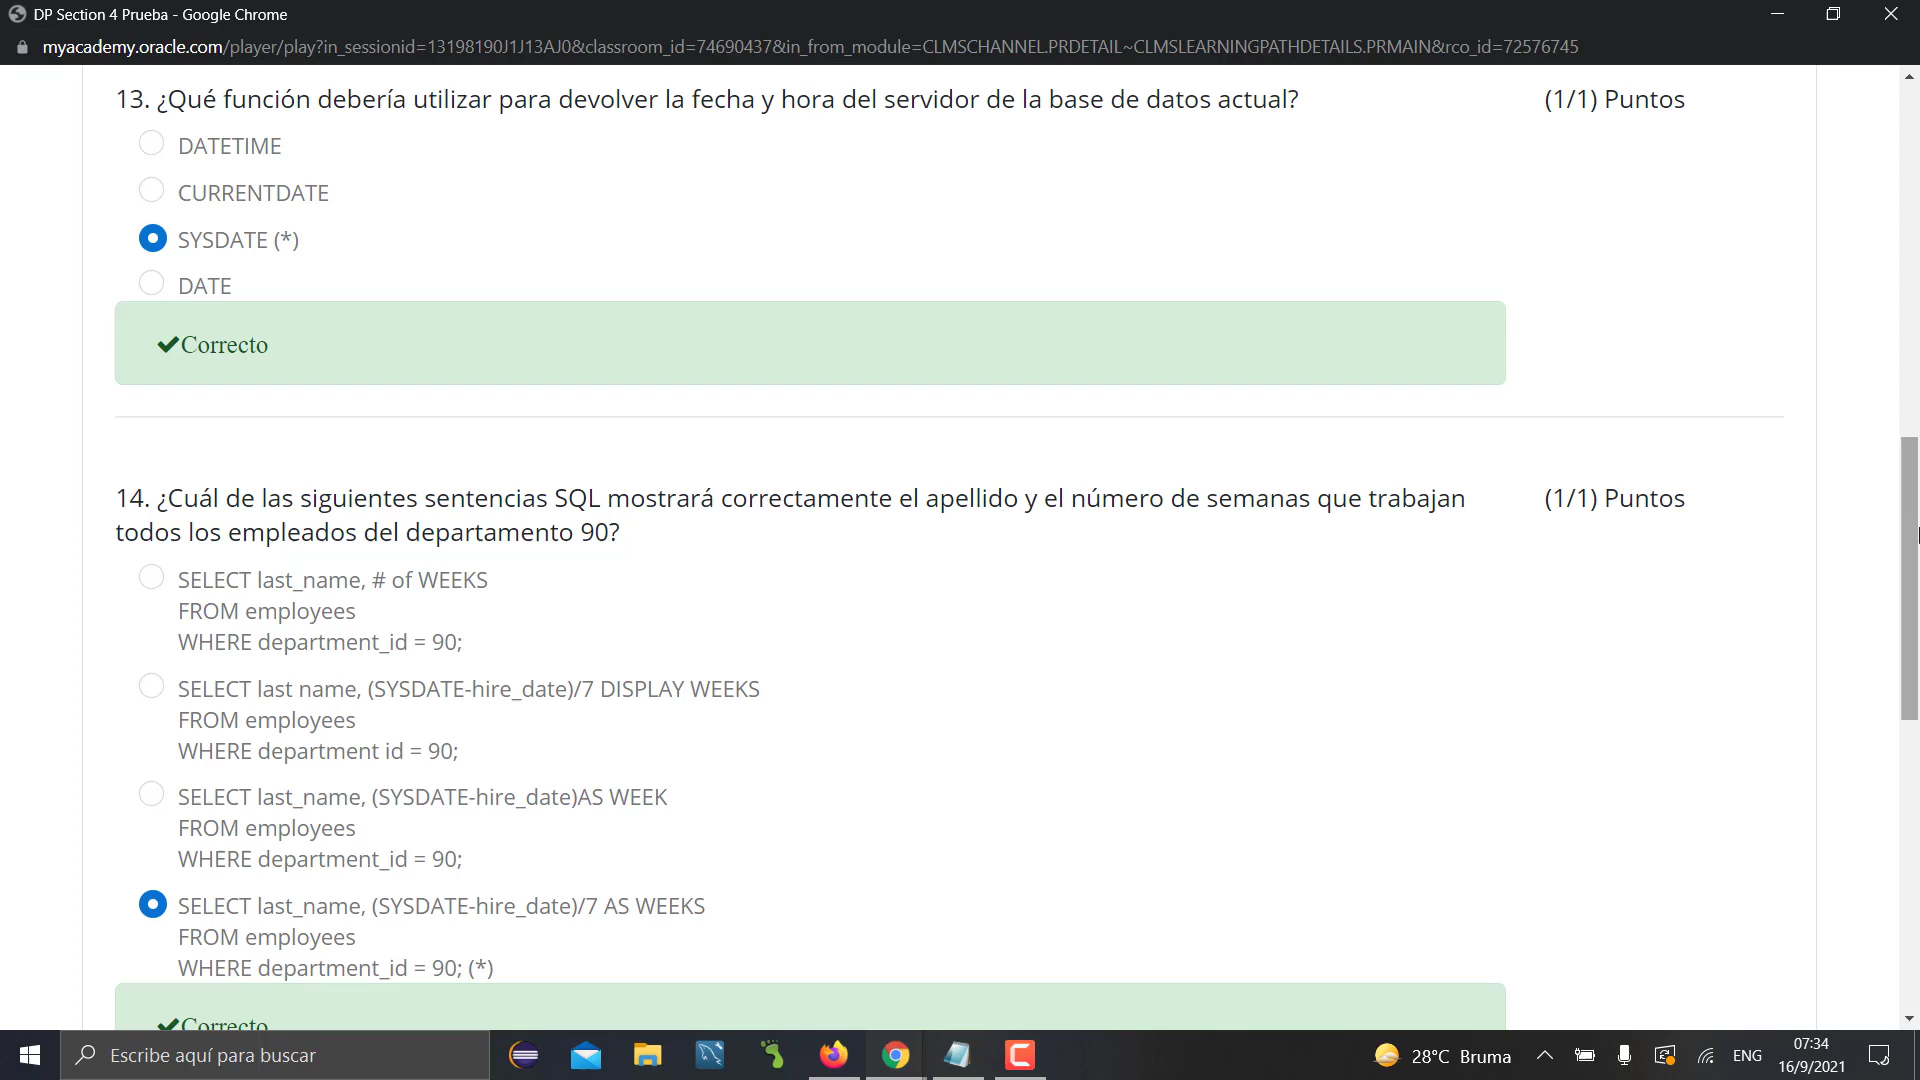 DP Section 4 Prueba - Google Chrome
myacademy.oracle.com/player/play?in_sessionid=13198190J1J13AJ0&classroom_id=74690437&in_from_module=CLMSCHANNEL.PRDETAIL~CLMSLEARNINGPATHDETAILS.PRMAIN&rco_id=72576745
13. ¿Qué función debería utilizar para devolver la fecha y hora del servidor de la base de datos actual? (1/1) Puntos
DATETIME
CURRENTDATE
SYSDATE (*)
DATE
Correcto
14. ¿Cuál de las siguientes sentencias SQL mostrará correctamente el apellido y el número de semanas que trabajan (1/1) Puntos
todos los empleados del departamento 90?
SELECT last_name, # of WEEKS
FROM employees
WHERE department_id = 90;
SELECT last name, (SYSDATE-hire_date)/7 DISPLAY WEEKS
FROM employees
WHERE department id = 90;
SELECT last_name, (SYSDATE-hire_date)AS WEEK
FROM employees
WHERE department_id = 90;
SELECT last_name, (SYSDATE-hire_date)/7 AS WEEKS
FROM employees
WHERE department_id = 90; (*)
Correcto
Escribe aquí para buscar
28°C Bruma
ENG
07:34
16/9/2021